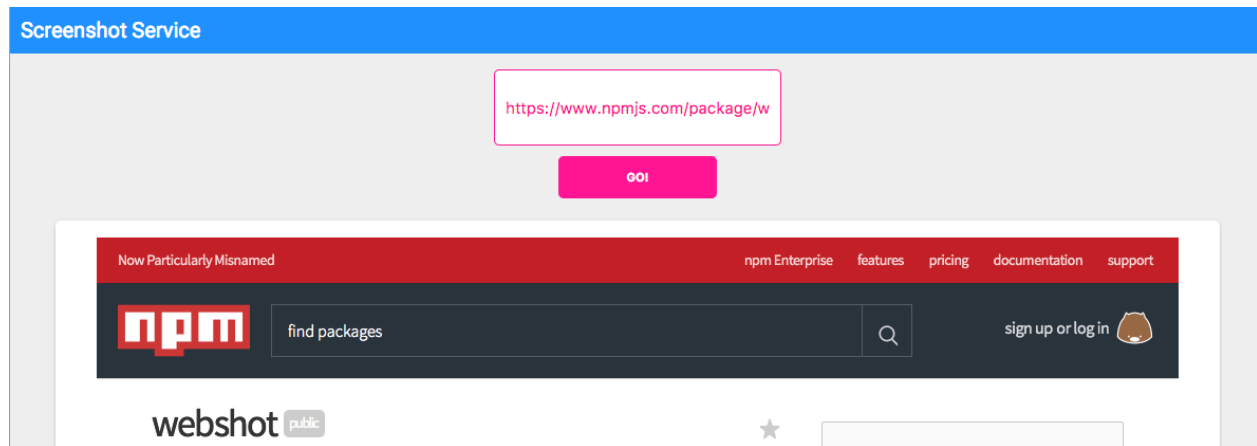 Screenshot Service
https://www.npmjs.com/package/w
GO!
Now Particularly Misnamed npm Enterprise features pricing documentation support
npm find packages sign up or log in
webshot public